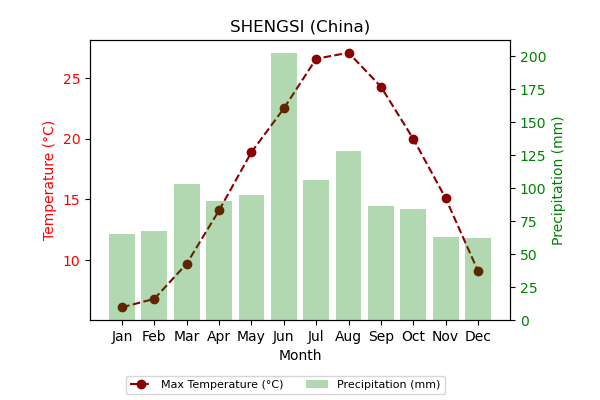 SHENGSI (China)
Temperature (°C)
25
20
15
10
Precipitation (mm)
200
175
150
125
100
75
50
25
0
Jan Feb Mar Apr May Jun Jul Aug Sep Oct Nov Dec
Month
Max Temperature (°C) Precipitation (mm)